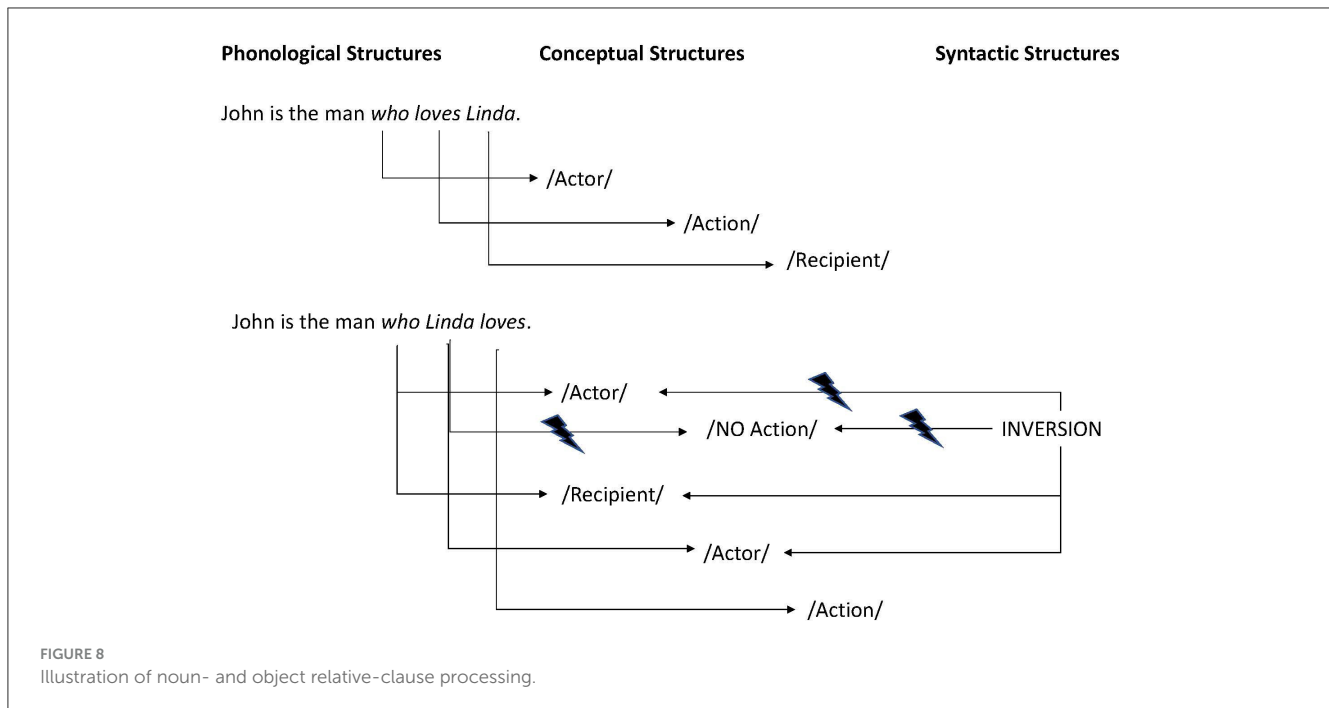 Phonological Structures Conceptual Structures Syntactic Structures
John is the man who loves Linda.
/Actor/
/Action/
/Recipient/
John is the man who Linda loves.
/Actor/
/NO Action/ INVERSION
/Recipient/
/Actor/
/Action/
FIGURE 8
Illustration of noun- and object relative-clause processing.